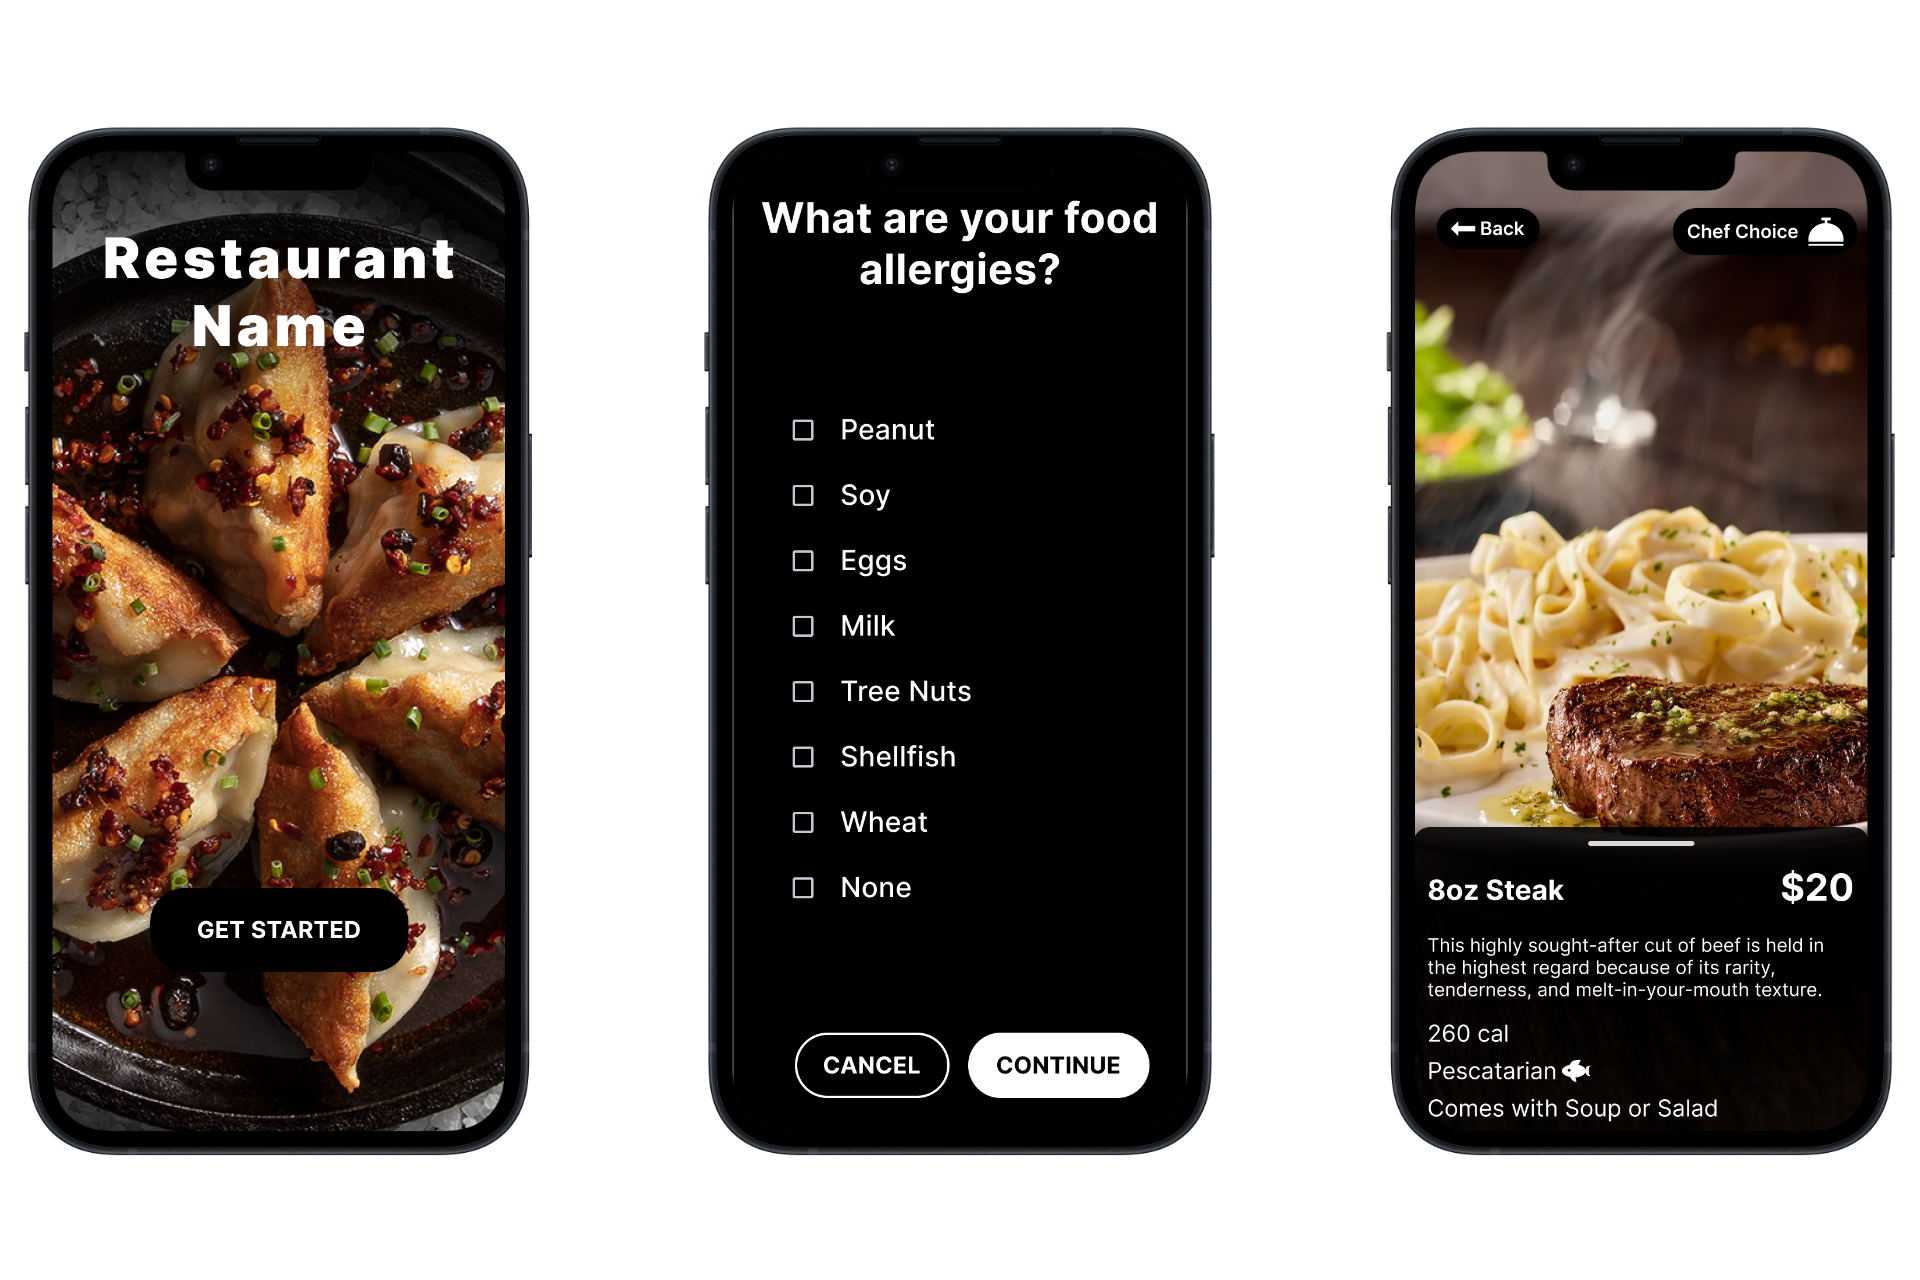 Restaurant
Name
GET STARTED
What are your food
allergies?
Peanut
Soy
Eggs
Milk
Tree Nuts
Shellfish
Wheat
None
CANCEL
CONTINUE
Back
Chef Choice
8oz Steak
$20
This highly sought-after cut of beef is held in
the highest regard because of its rarity,
tenderness, and melt-in-your-mouth texture.
260 cal
Pescatarian
Comes with Soup or Salad